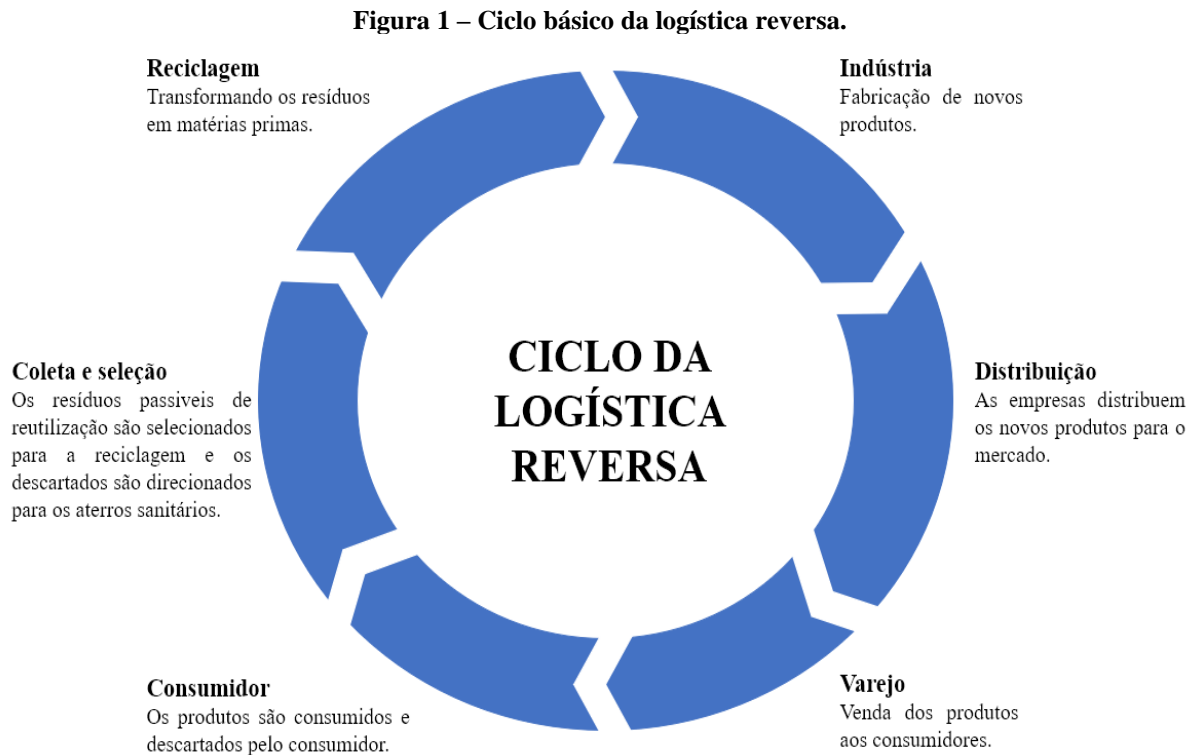 Figura 1 – Ciclo básico da logística reversa.
Reciclagem
Transformando os resíduos
em matérias primas.
Indústria
Fabricação de novos
produtos.
CICLO DA
LOGÍSTICA
REVERSA
Coleta e seleção
Os resíduos passiveis de
reutilização são selecionados
para a reciclagem e os
descartados são direcionados
para os aterros sanitários.
Distribuição
As empresas distribuem
os novos produtos para o
mercado.
Consumidor
Os produtos são consumidos e
descartados pelo consumidor.
Varejo
Venda dos produtos
aos consumidores.